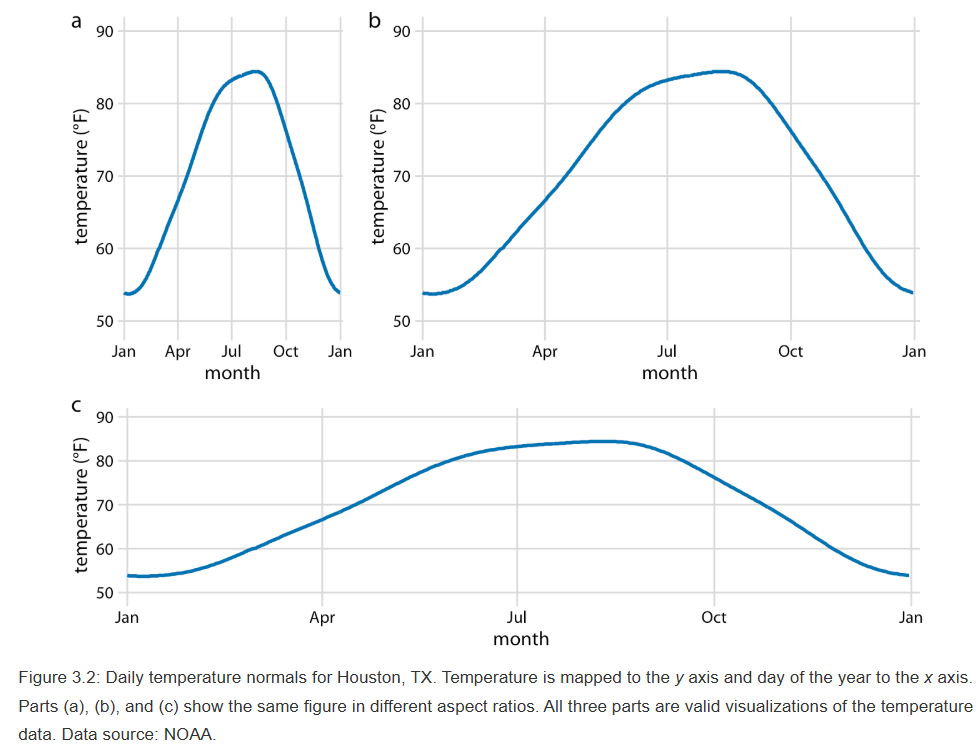 a
90
80
70
60
50
temperature (°F)
Jan Apr Jul Oct Jan
month
b
90
80
70
60
50
temperature (°F)
Jan Apr Jul Oct Jan
month
c
90
80
70
60
50
temperature (°F)
Jan Apr Jul Oct Jan
month
Figure 3.2: Daily temperature normals for Houston, TX. Temperature is mapped to the y axis and day of the year to the x axis.
Parts (a), (b), and (c) show the same figure in different aspect ratios. All three parts are valid visualizations of the temperature
data. Data source: NOAA.